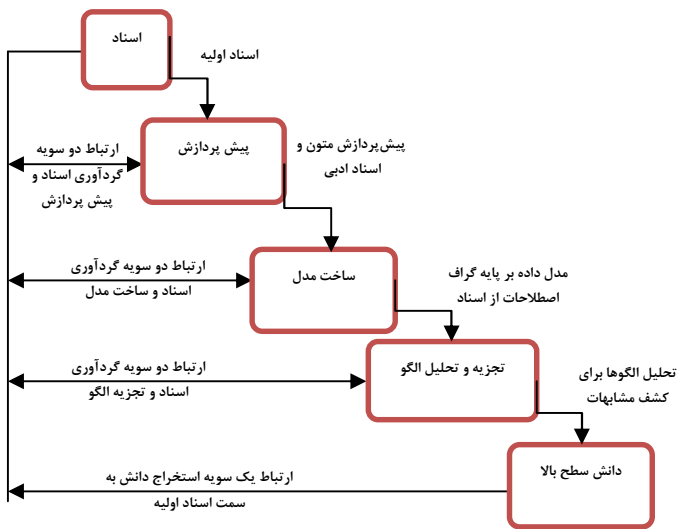 اسناد
اسناد اولیه
پیش پردازش
پیش‌پردازش متون و
اسناد ادبی
ارتباط دو سویه
گردآوری اسناد و
پیش پردازش
ساخت مدل
مدل داده بر پایه گراف
اصطلاحات از اسناد
ارتباط دو سویه گردآوری
اسناد و ساخت مدل
تجزیه و تحلیل الگو
تحلیل الگوها برای
کشف مشابهات
ارتباط دو سویه گردآوری
اسناد و تجزیه الگو
دانش سطح بالا
ارتباط یک سویه استخراج دانش به
سمت اسناد اولیه